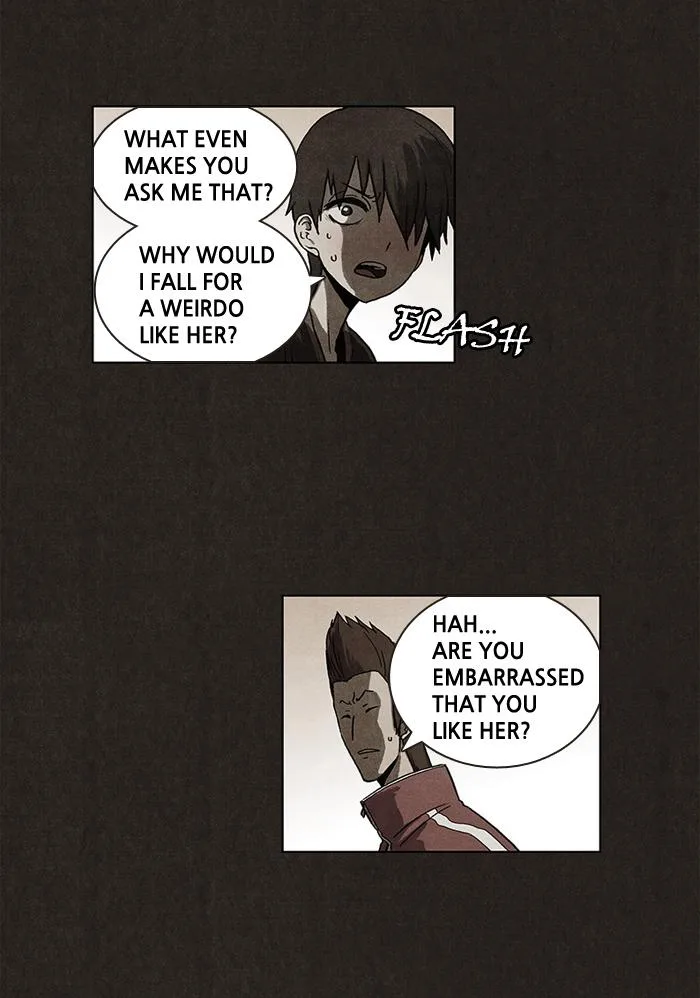 WHAT EVEN
MAKES YOU
ASK ME THAT?
WHY WOULD
I FALL FOR
A WEIRDO
LIKE HER?
FLASH
HAH...
ARE YOU
EMBARRASSED
THAT YOU
LIKE HER?